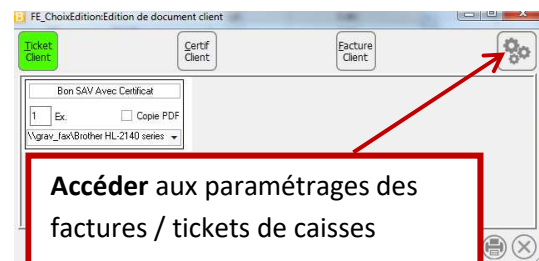 FE_ChoixEdition:Edition de document client
Ticket Client
Certif Client
Facture Client
Bon SAV Avec Certificat
1 Ex. Copie PDF
\\grav_fax\Brother HL-2140 series
Accéder aux paramétrages des
factures / tickets de caisses